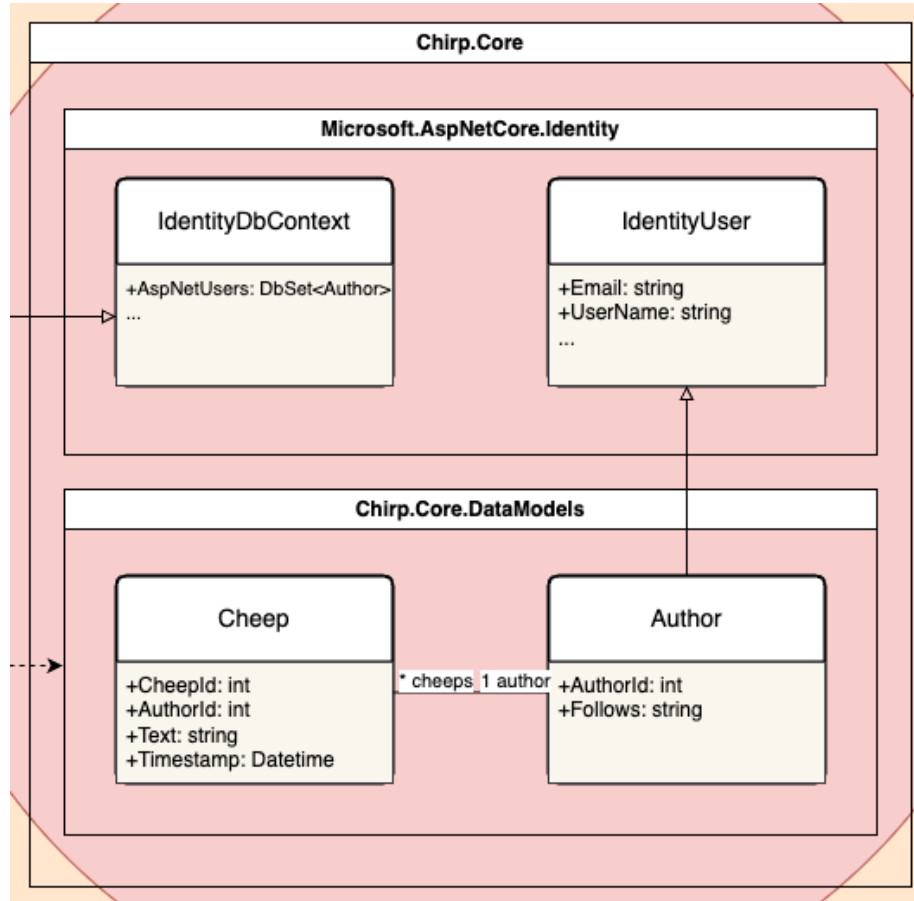 Chirp.Core
Microsoft.AspNetCore.Identity
IdentityDbContext
+AspNetUsers: DbSet<Author>
...
IdentityUser
+Email: string
+UserName: string
...
Chirp.Core.DataModels
Cheep
+CheepId: int
+AuthorId: int
+Text: string
+Timestamp: Datetime
* cheeps
1 author
Author
+AuthorId: int
+Follows: string